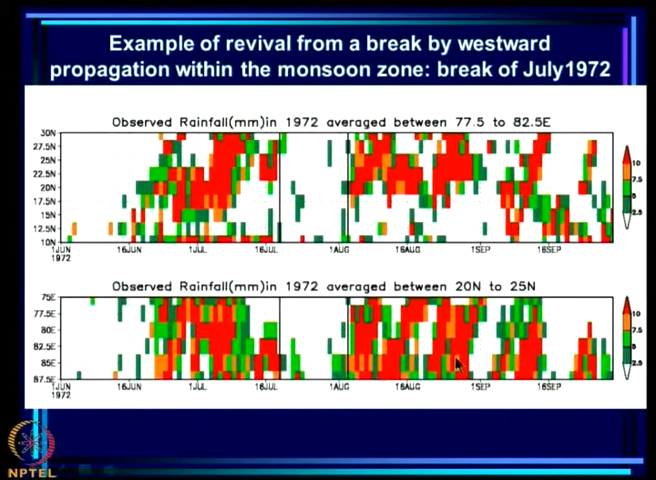 Example of revival from a break by westward
propagation within the monsoon zone: break of July1972
Observed Rainfall(mm)in 1972 averaged between 77.5 to 82.5E
30N
27.5N
25N
22.5N
20N
17.5N
15N
12.5N
10N
1JUN 16JUN 1JUL 16JUL 1AUG 16AUG 1SEP 16SEP
1972
10
7.5
5
2.5
Observed Rainfall(mm)in 1972 averaged between 20N to 25N
75E
77.5E
80E
82.5E
85E
87.5E
1JUN 16JUN 1JUL 16JUL 1AUG 16AUG 1SEP 16SEP
1972
10
7.5
5
2.5
NPTEL